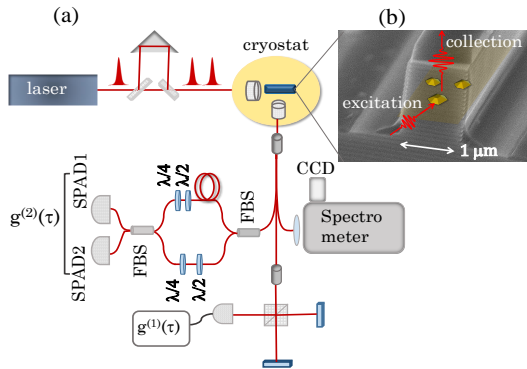 (a)
(b)
cryostat
collection
laser
excitation
1 μm
CCD
Spectro
meter
SPAD1
SPAD2
g(2)(τ)
λ/4
λ/2
FBS
FBS
λ/4
λ/2
g(1)(τ)